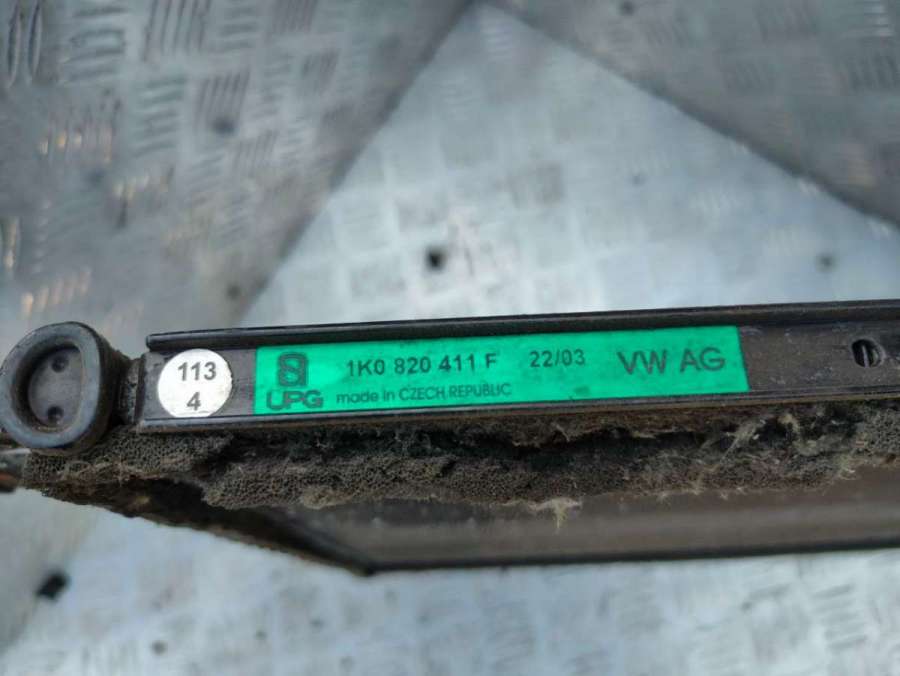 113
4
UPG
1K0 820 411 F 22/03 VW AG
made in CZECH REPUBLIC